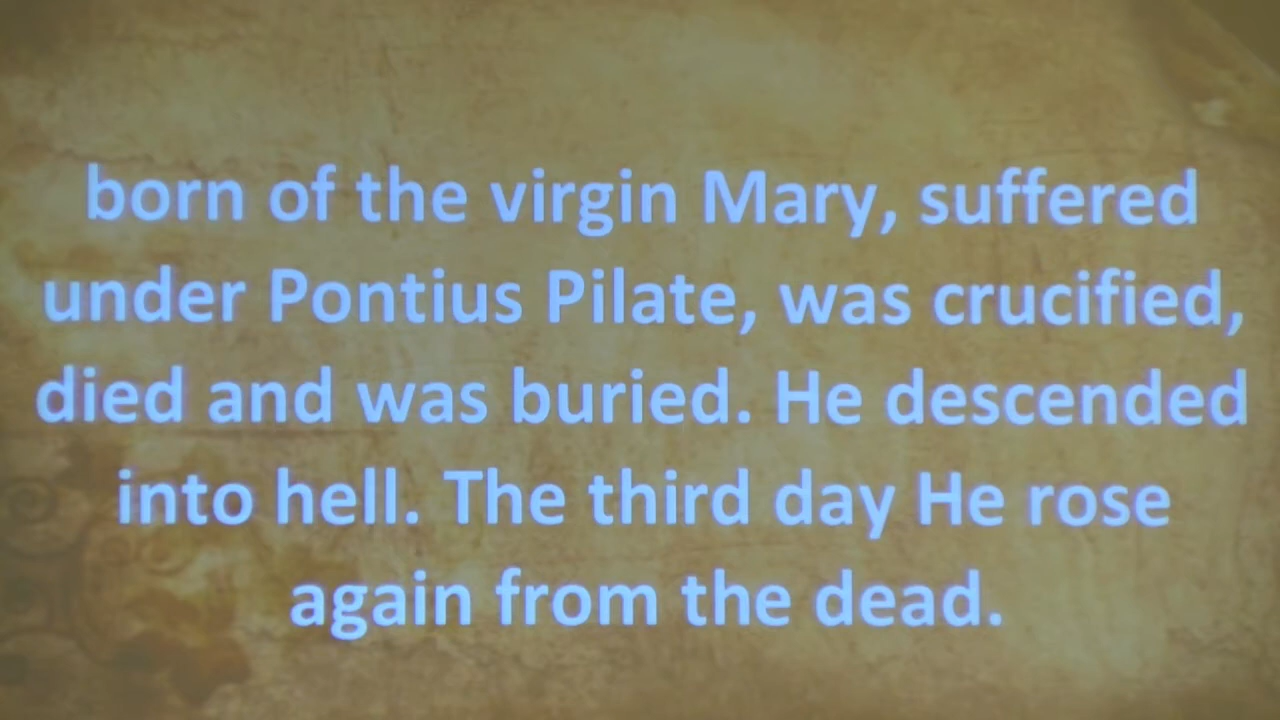 born of the virgin Mary, suffered
under Pontius Pilate, was crucified,
died and was buried. He descended
into hell. The third day He rose
again from the dead.